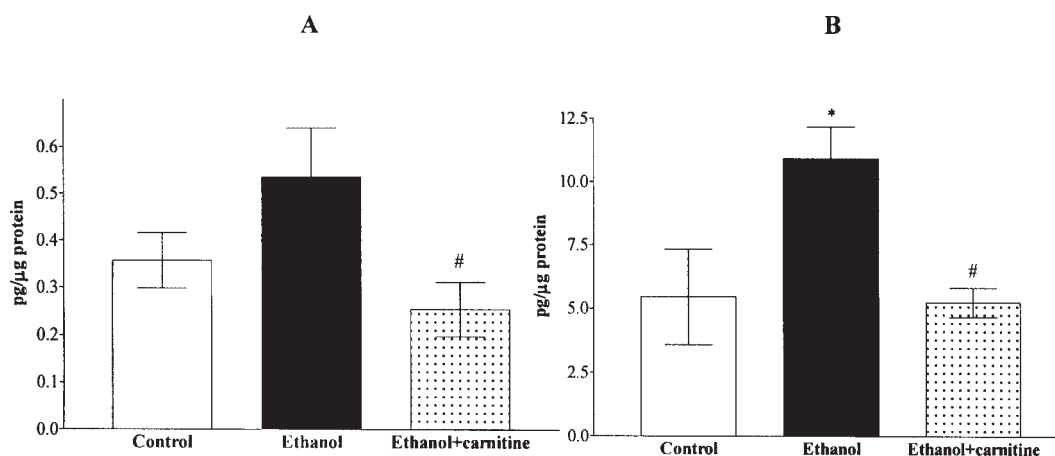 A
pg/µg protein
0.6
0.5
0.4
0.3
0.2
0.1
0.0
#
Control
Ethanol
Ethanol+carnitine
B
pg/µg protein
12.5
10.0
7.5
5.0
2.5
0.0
*
#
Control
Ethanol
Ethanol+carnitine